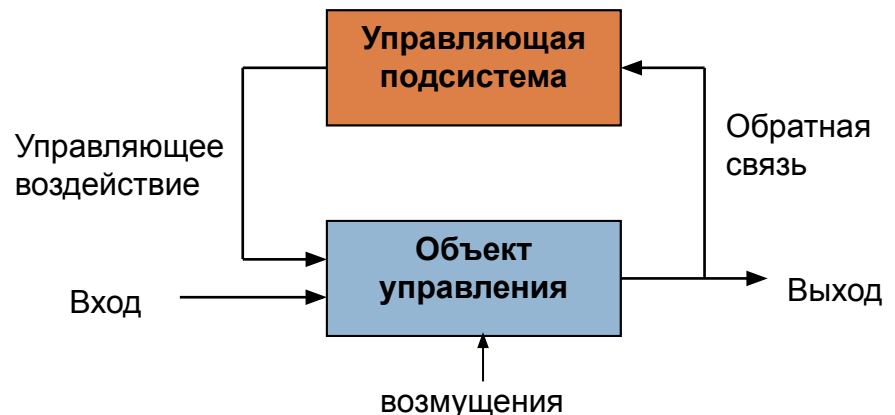 Управляющая
подсистема
Управляющее
воздействие
Обратная
связь
Объект
управления
Вход
Выход
возмущения